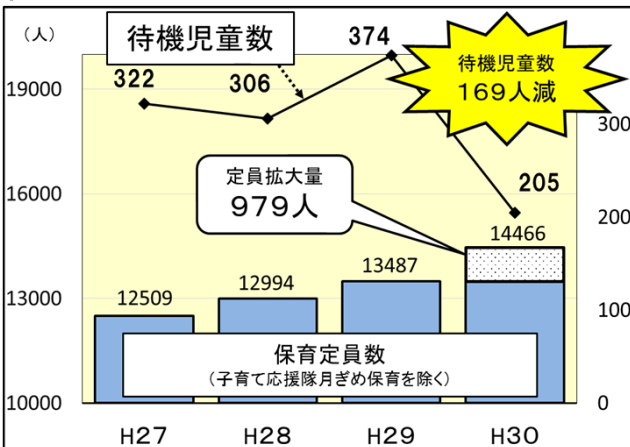 (人)
待機児童数
322
306
374
待機児童数
169人減
205
定員拡大量
979人
12509
12994
13487
14466
保育定員数
(子育て応援隊月ぎめ保育を除く)
19000
16000
13000
10000
300
200
100
0
H27
H28
H29
H30